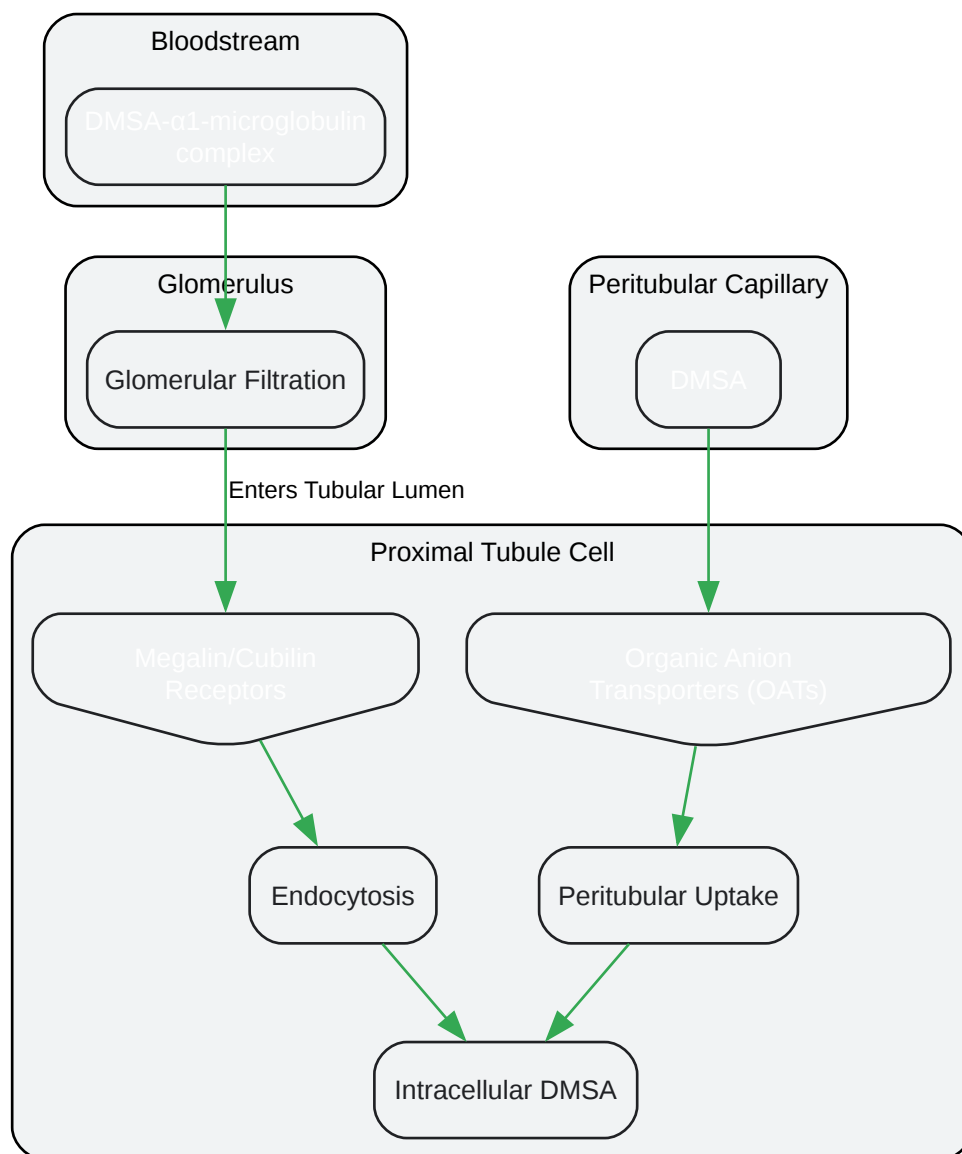 Bloodstream
DMSA-α1-microglobulin
complex
Glomerulus
Peritubular Capillary
Glomerular Filtration
DMSA
Enters Tubular Lumen
Proximal Tubule Cell
Megalin/Cubilin
Receptors
Organic Anion
Transporters (OATs)
Endocytosis
Peritubular Uptake
Intracellular DMSA